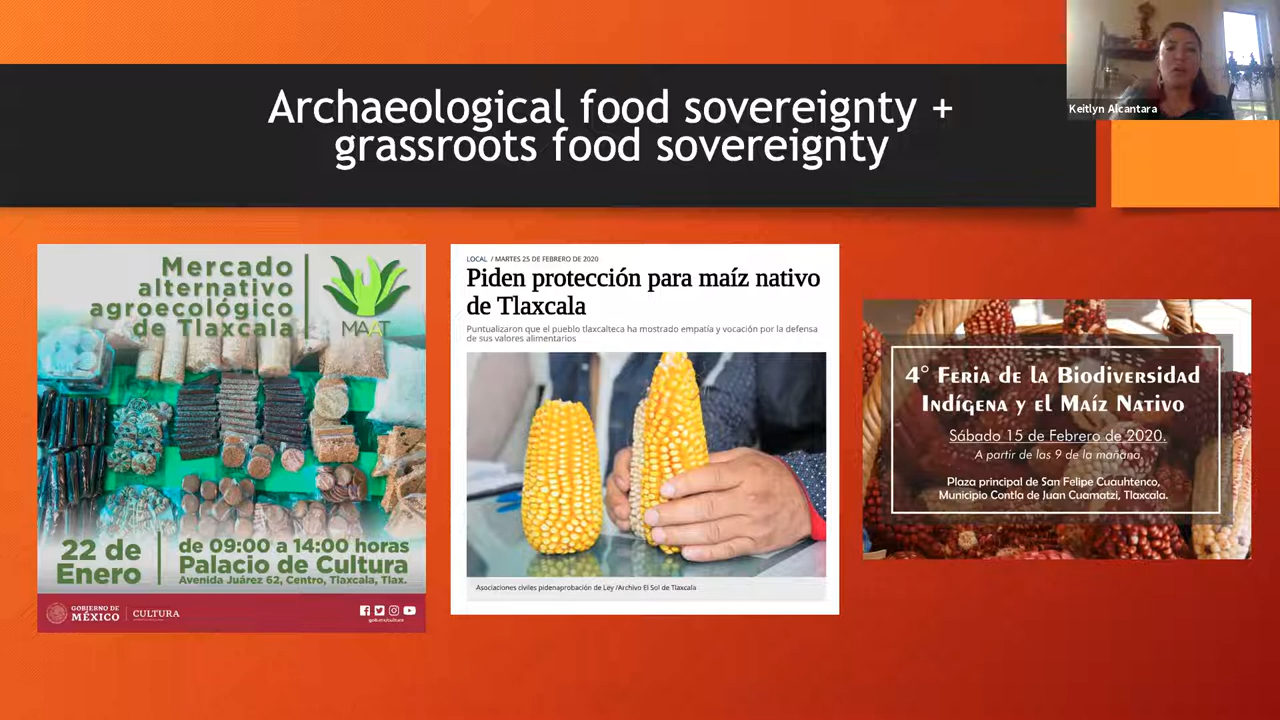 Archaeological food sovereignty +
grassroots food sovereignty
Keitlyn Alcantara
Mercado
alternativo
agroecológico
de Tlaxcala
MAAT
22 de
Enero
de 09:00 a 14:00 horas
Palacio de Cultura
Avenida Juárez 62, Centro, Tlaxcala, Tlax.
GOBIERNO DE
MÉXICO
CULTURA
gob.mx/cultura
LOCAL / MARTES 25 DE FEBRERO DE 2020
Piden protección para maíz nativo
de Tlaxcala
Puntualizaron que el pueblo tlaxcalteca ha mostrado empatía y vocación por la defensa
de sus valores alimentarios
Asociaciones civiles pidenaprobación de Ley /Archivo El Sol de Tlaxcala
4° Feria de la Biodiversidad
Indígena y el Maíz Nativo
Sábado 15 de Febrero de 2020.
A partir de las 9 de la mañana.
Plaza principal de San Felipe Cuauhtenco,
Municipio Contla de Juan Cuamatzi, Tlaxcala.